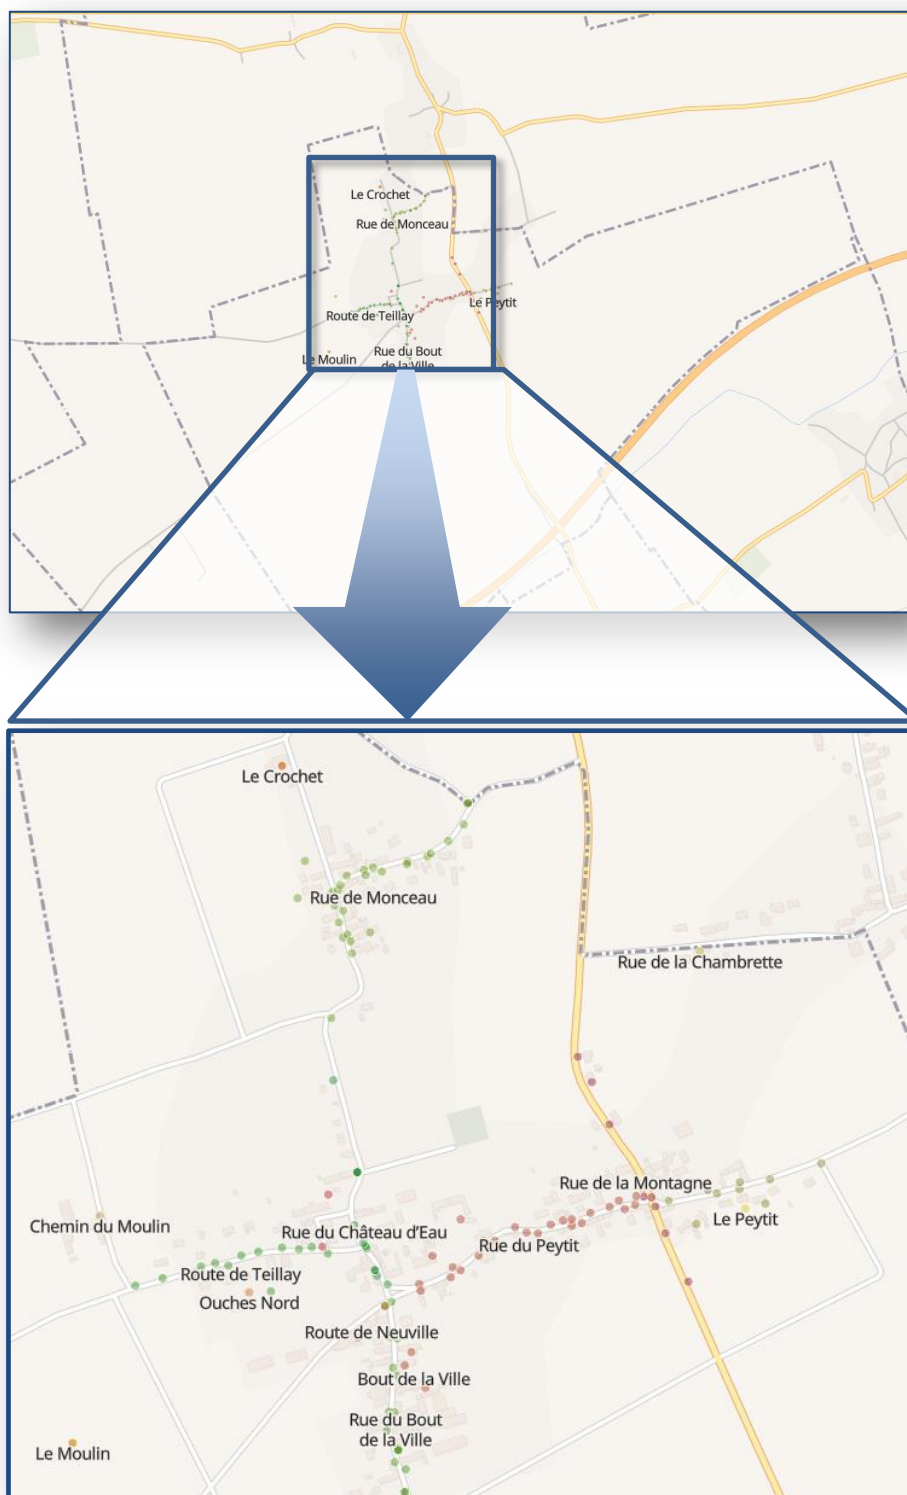 Le Crochet
Rue de Monceau
Le Peytit
Route de Teillay
Rue du Bout
de la Ville
Le Moulin
Le Crochet
Rue de Monceau
Rue de la Chambrette
Rue de la Montagne
Le Peytit
Chemin du Moulin
Rue du Château d'Eau
Rue du Peytit
Route de Teillay
Ouches Nord
Route de Neuville
Bout de la Ville
Rue du Bout
de la Ville
Le Moulin